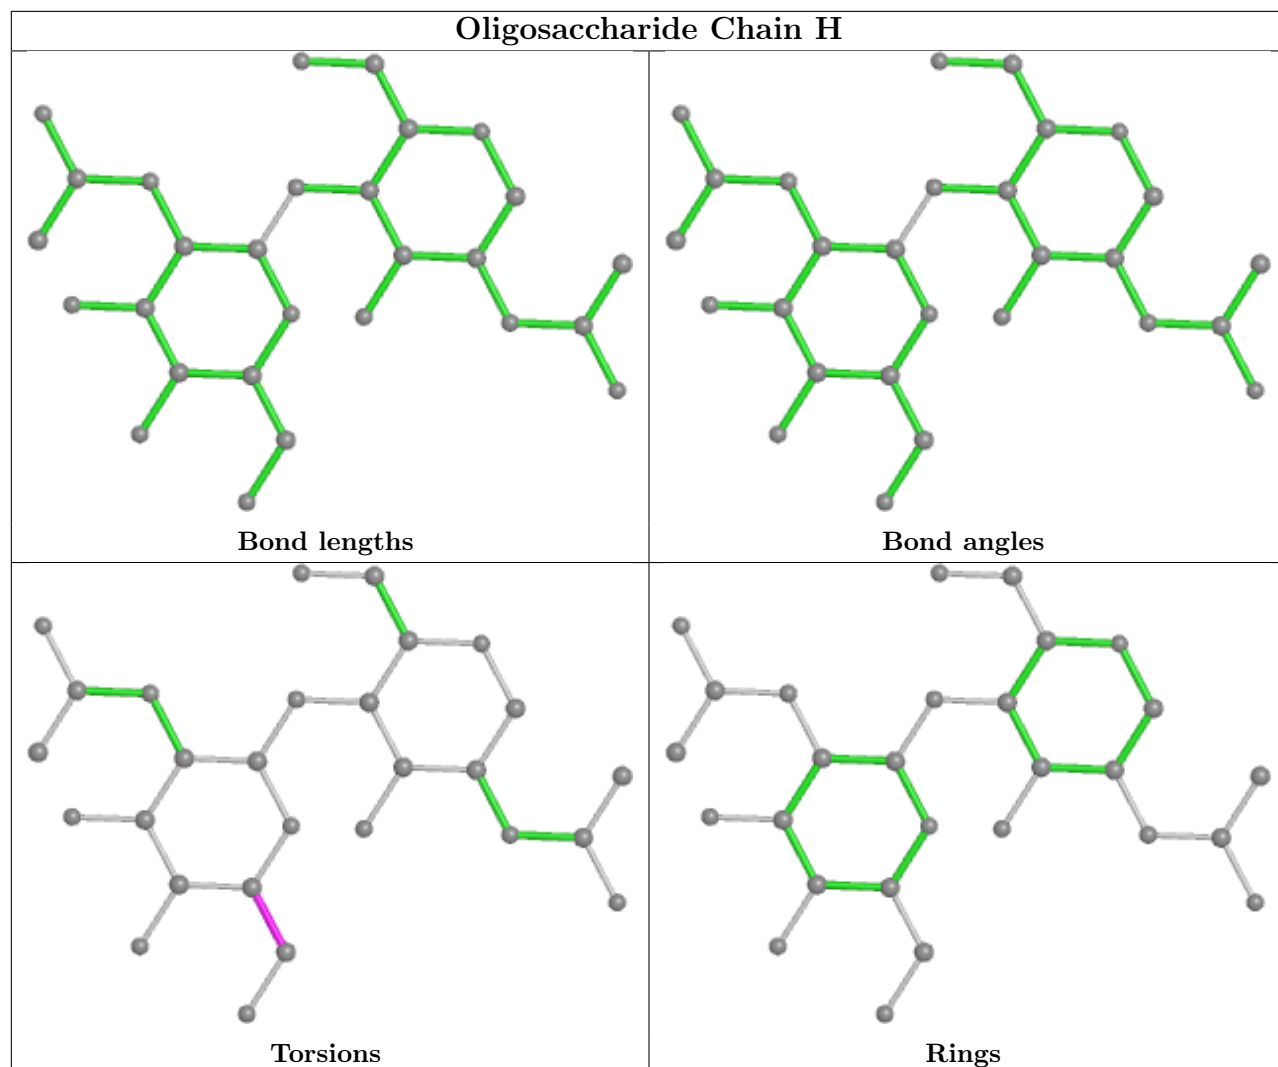 Oligosaccharide Chain H
Bond lengths
Bond angles
Torsions
Rings